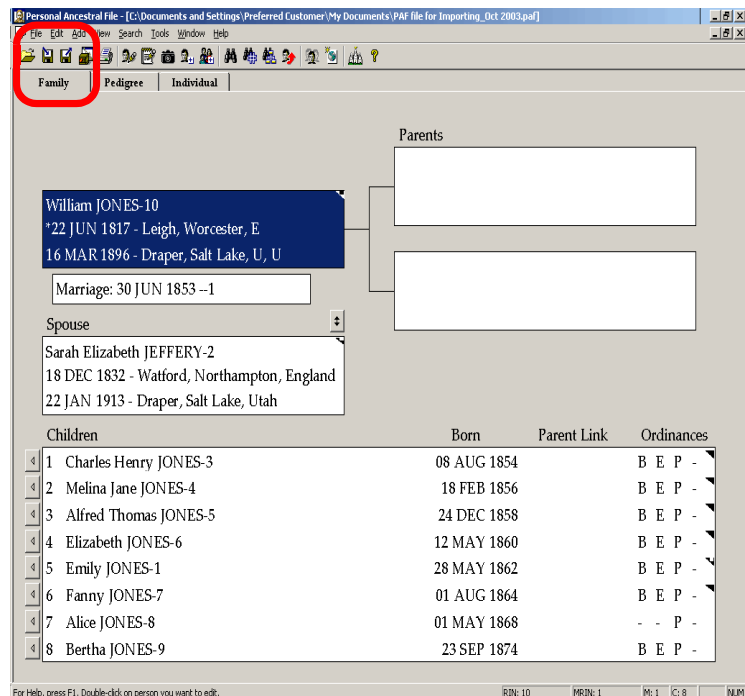 Personal Ancestral File - [C:\Documents and Settings\Preferred Customer\My Documents\PAF file for Importing_Oct 2003.paf]
File Edit Add View Search Tools Window Help
Family Pedigree Individual
Parents
William JONES-10
*22 JUN 1817 - Leigh, Worcester, E
16 MAR 1896 - Draper, Salt Lake, U, U
Marriage: 30 JUN 1853 --1
Spouse
Sarah Elizabeth JEFFERY-2
18 DEC 1832 - Watford, Northampton, England
22 JAN 1913 - Draper, Salt Lake, Utah
Children Born Parent Link Ordinances
1 Charles Henry JONES-3 08 AUG 1854 B E P -
2 Melina Jane JONES-4 18 FEB 1856 B E P -
3 Alfred Thomas JONES-5 24 DEC 1858 B E P -
4 Elizabeth JONES-6 12 MAY 1860 B E P -
5 Emily JONES-1 28 MAY 1862 B E P -
6 Fanny JONES-7 01 AUG 1864 B E P -
7 Alice JONES-8 01 MAY 1868 - - P -
8 Bertha JONES-9 23 SEP 1874 B E P -
For Help, press F1. Double-click on person you want to edit. RIN: 10 MRIN: 1 M: 1 C: 8 NUM